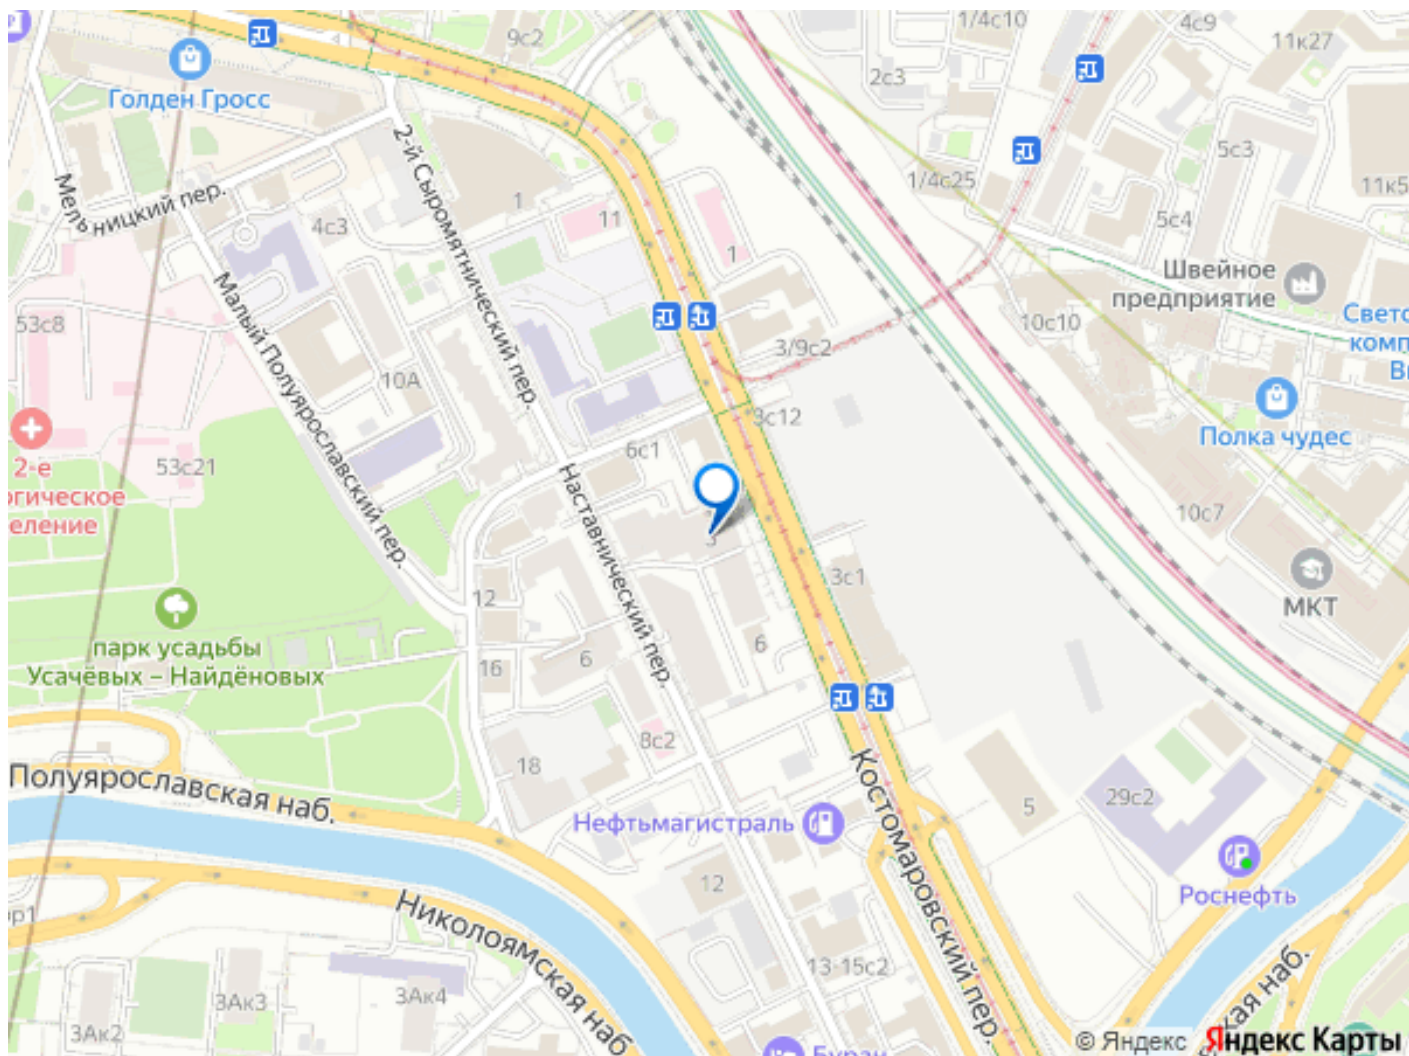 1/4с10
4с9
9с2
11к27
2с3
Голден Гросс
2-й Сыромятнический пер.
5с3
1/4с25
11к5
Мельницкий пер.
1
11
4с3
5с4
1
Швейное
предприятие
Малый Полуярославский пер.
53с8
10с10
3/9с2
10А
3с12
Полка чудес
6с1
2-е
53с21
Наставнический пер.
10с7
3с1
МКТ
12
парк усадьбы
Усачёвых – Найдёновых
6
6
16
8с2
18
Костомаровский пер.
Полуярославская наб.
29с2
5
Нефтьмагистраль
12
Роснефть
Николоямская наб
13-15с2
3Ак4
3Ак3
3Ак2
© Яндекс Яндекс Карты